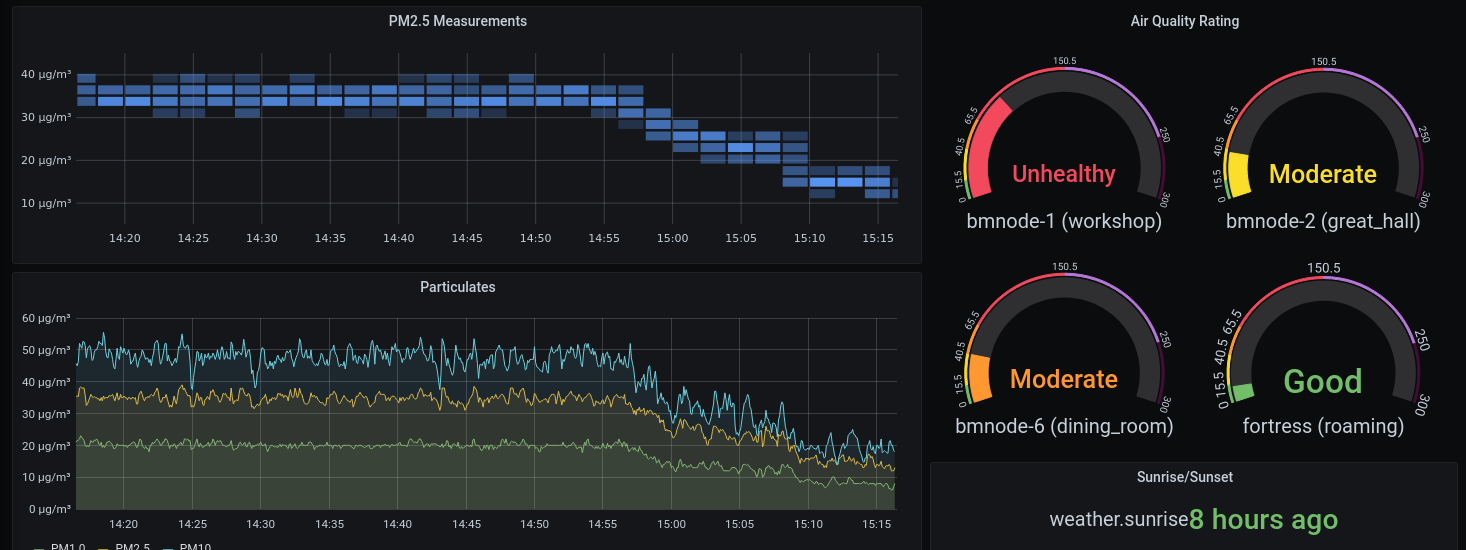 PM2.5 Measurements
40 µg/m³
30 µg/m³
20 µg/m³
10 µg/m³
14:20 14:25 14:30 14:35 14:40 14:45 14:50 14:55 15:00 15:05 15:10 15:15
Particulates
60 µg/m³
50 µg/m³
40 µg/m³
30 µg/m³
20 µg/m³
10 µg/m³
0 µg/m³
14:20 14:25 14:30 14:35 14:40 14:45 14:50 14:55 15:00 15:05 15:10 15:15
PM1.0 PM2.5 PM10
Air Quality Rating
0 15.5 40.5 65.5 150.5 250 300
Unhealthy
bmnode-1 (workshop)
0 15.5 40.5 65.5 150.5 250 300
Moderate
bmnode-2 (great_hall)
0 15.5 40.5 65.5 150.5 250 300
Moderate
bmnode-6 (dining_room)
0 15.5 40.5 65.5 150.5 250 300
Good
fortress (roaming)
Sunrise/Sunset
weather.sunrise 8 hours ago